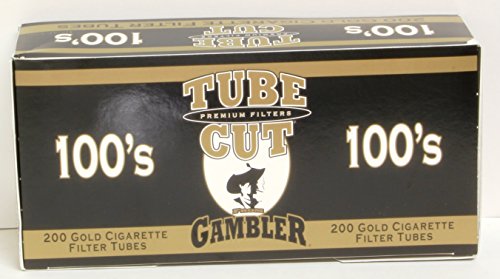 100's
TUBE
CUT
100's
TUBE
PREMIUM FILTERS
CUT
100's
100's
GAMBLER
200 GOLD CIGARETTE
FILTER TUBES
200 GOLD CIGARETTE
FILTER TUBES